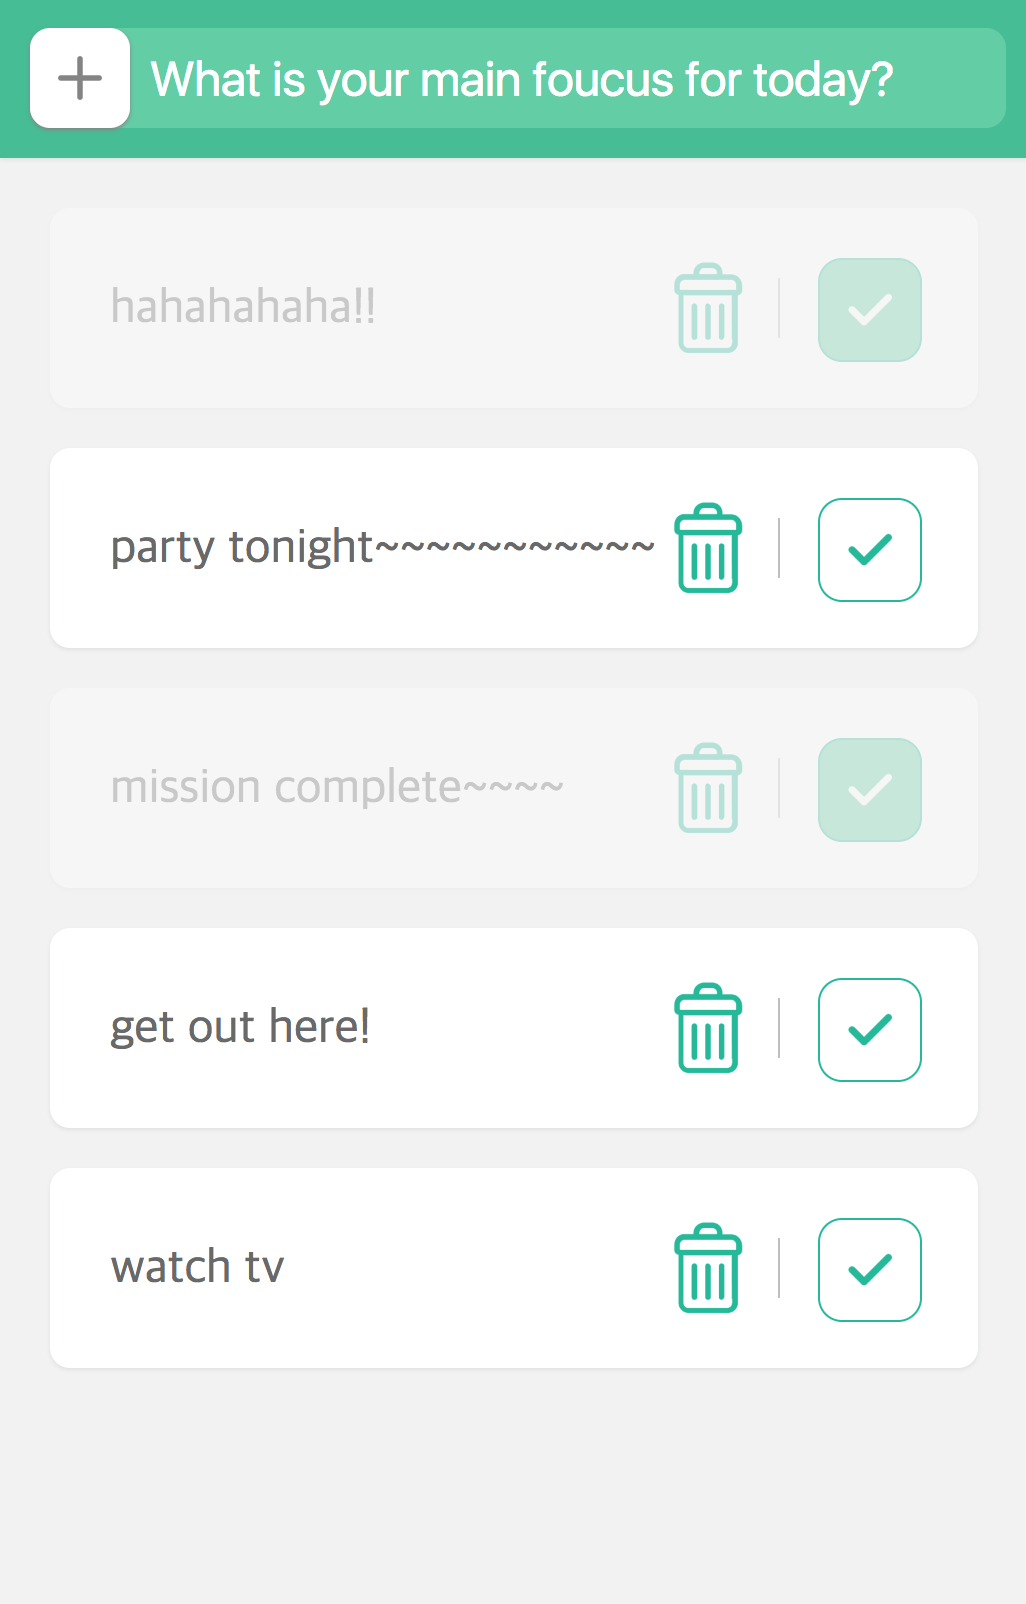 What is your main foucus for today?
hahahahaha!!
party tonight~~~~~~~~~~~
mission complete~~~~
get out here!
watch tv